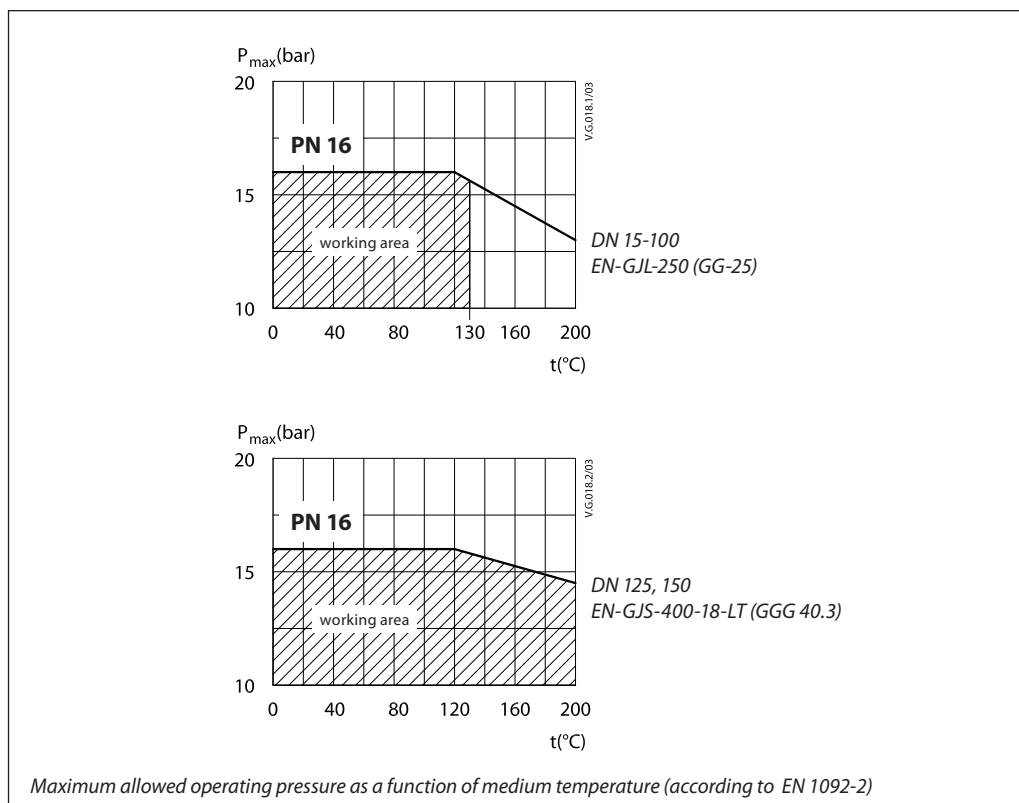 Pmax(bar)
20
V.G.018.1/03
PN 16
15
working area
DN 15-100
EN-GJL-250 (GG-25)
10
0 40 80 130 160 200
t(°C)
Pmax(bar)
20
V.G.018.2/03
PN 16
15
DN 125, 150
EN-GJS-400-18-LT (GGG 40.3)
working area
10
0 40 80 120 160 200
t(°C)
Maximum allowed operating pressure as a function of medium temperature (according to EN 1092-2)